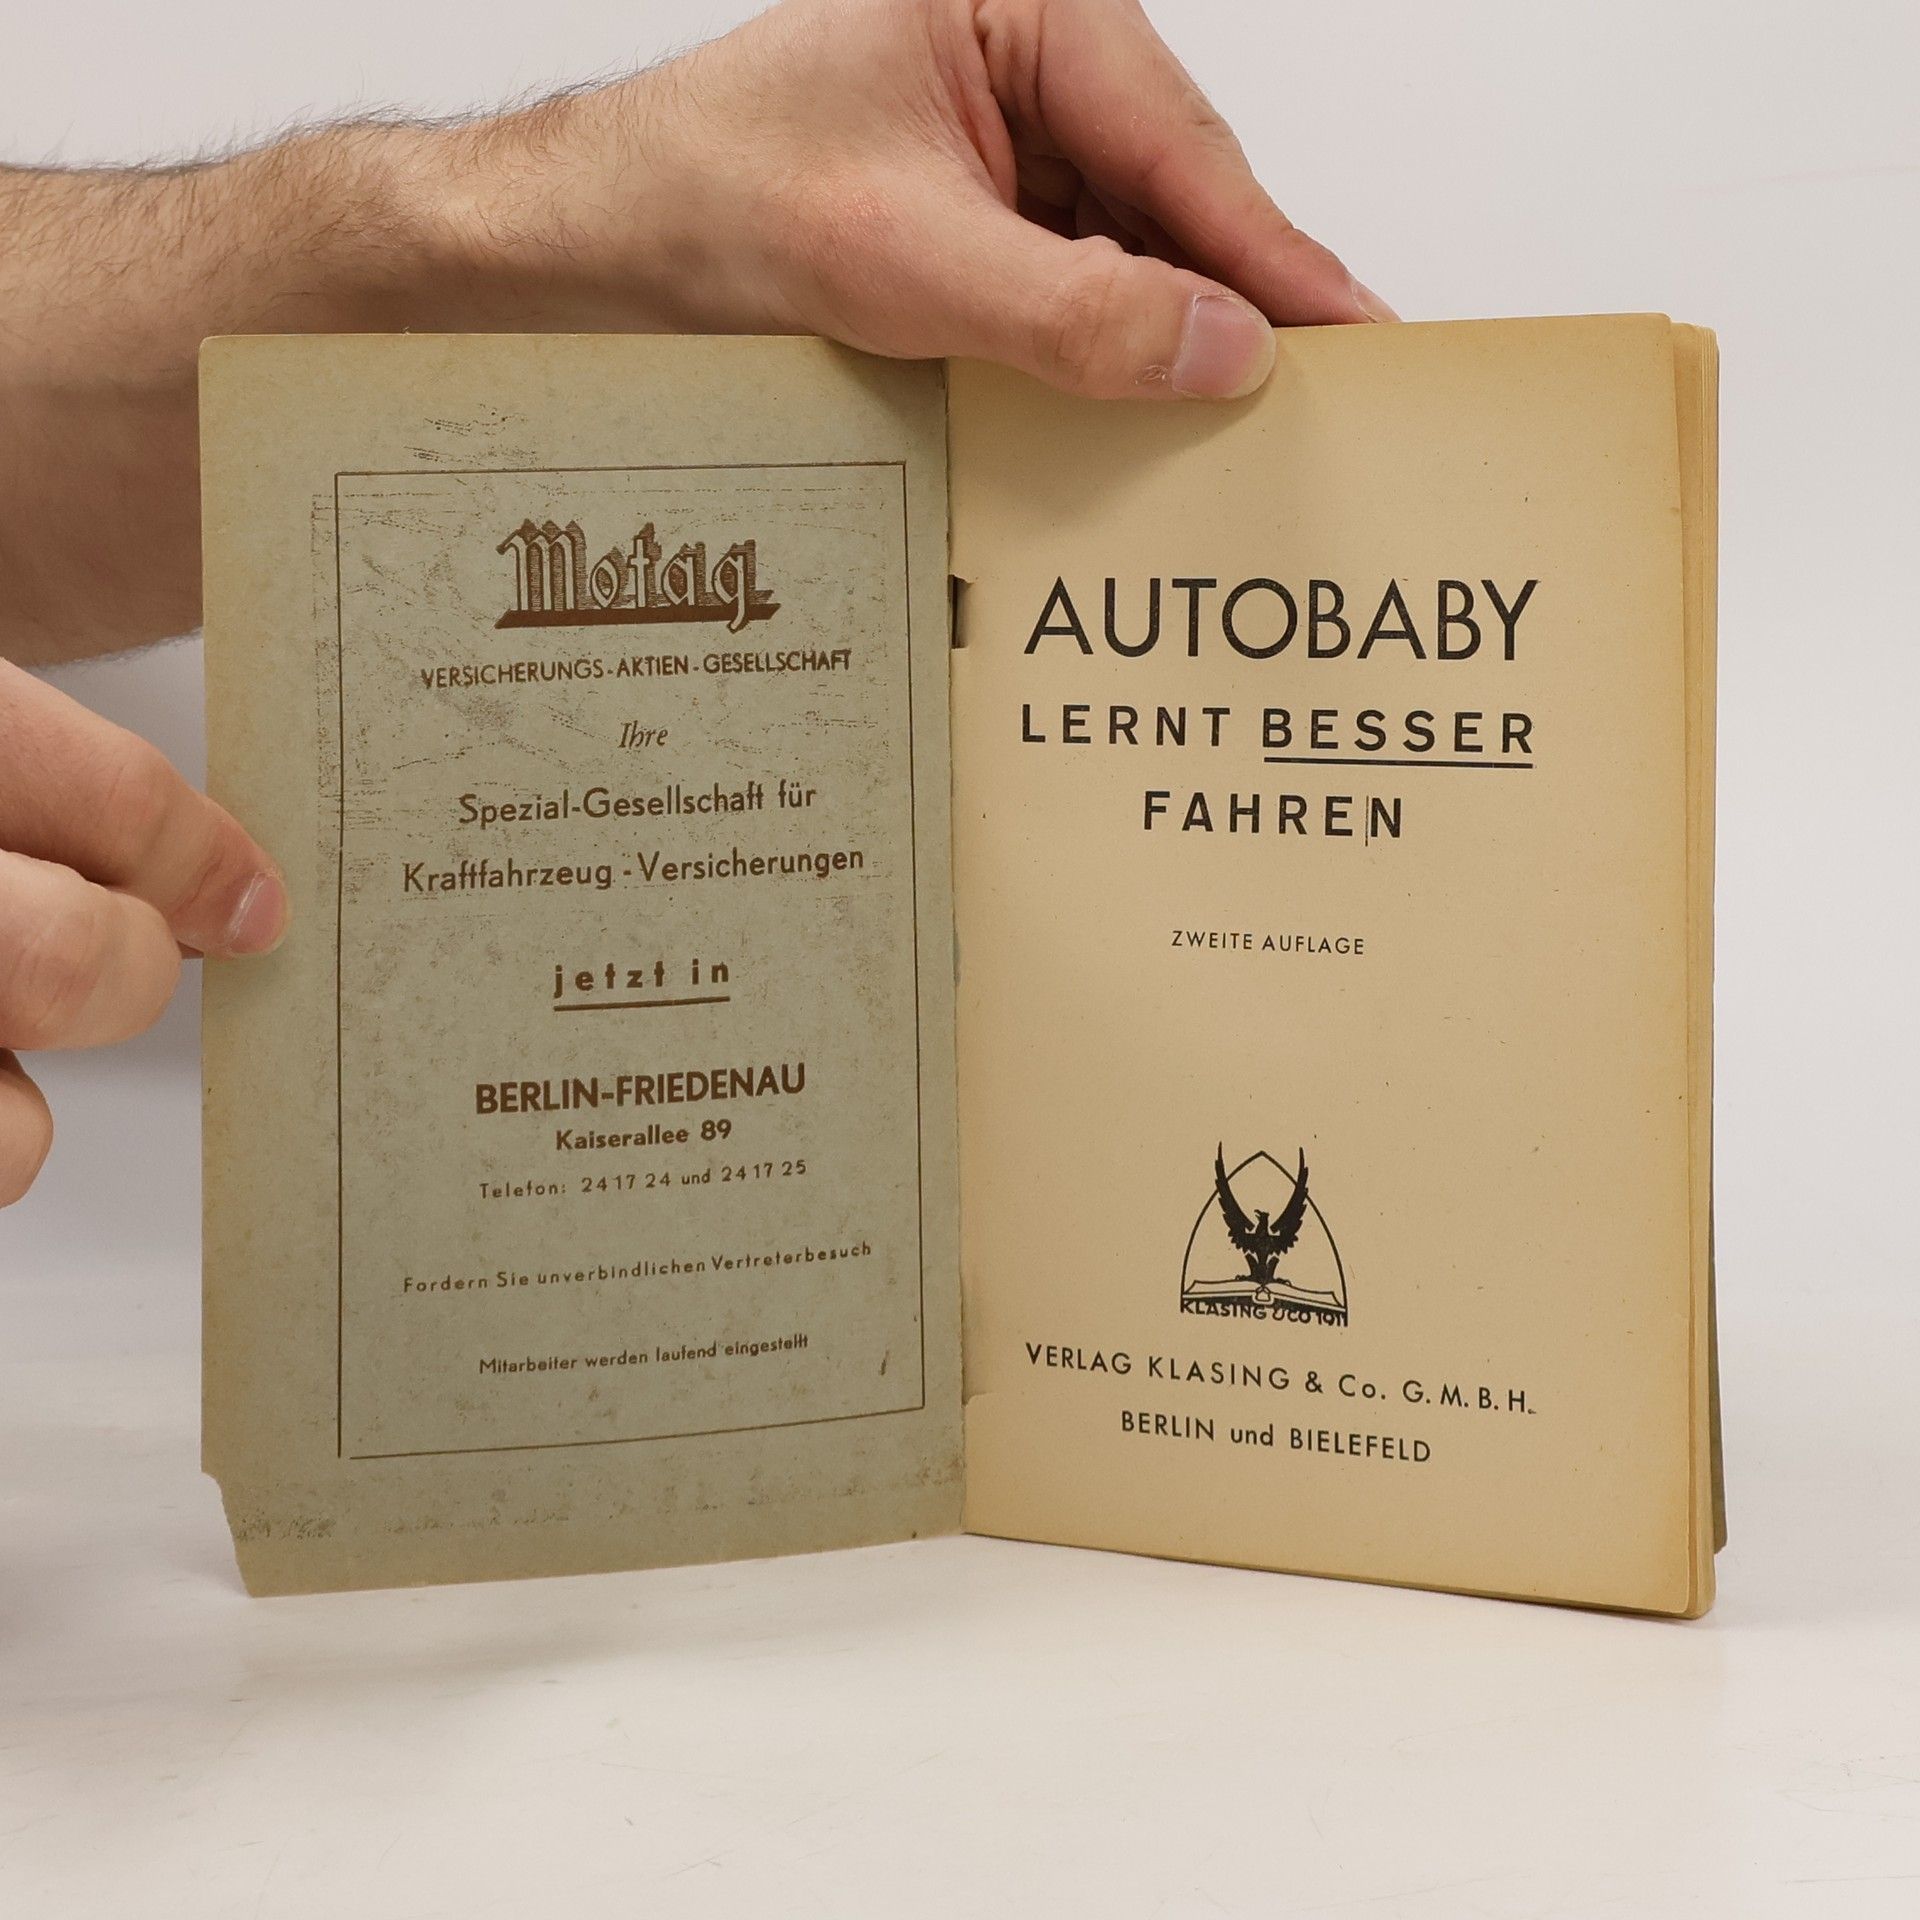 Motag
VERSICHERUNGS-AKTIEN-GESELLSCHAFT
Ihre
Spezial-Gesellschaft für
Kraftfahrzeug-Versicherungen
jetzt in
BERLIN-FRIEDENAU
Kaiserallee 89
Telefon: 24 17 24 und 24 17 25
Fordern Sie unverbindlichen Vertreterbesuch
Mitarbeiter werden laufend eingestellt
AUTOBABY
LERNT BESSER
FAHREN
ZWEITE AUFLAGE
KLASING & CO 1911
VERLAG KLASING & Co. G.M.B.H.
BERLIN und BIELEFELD